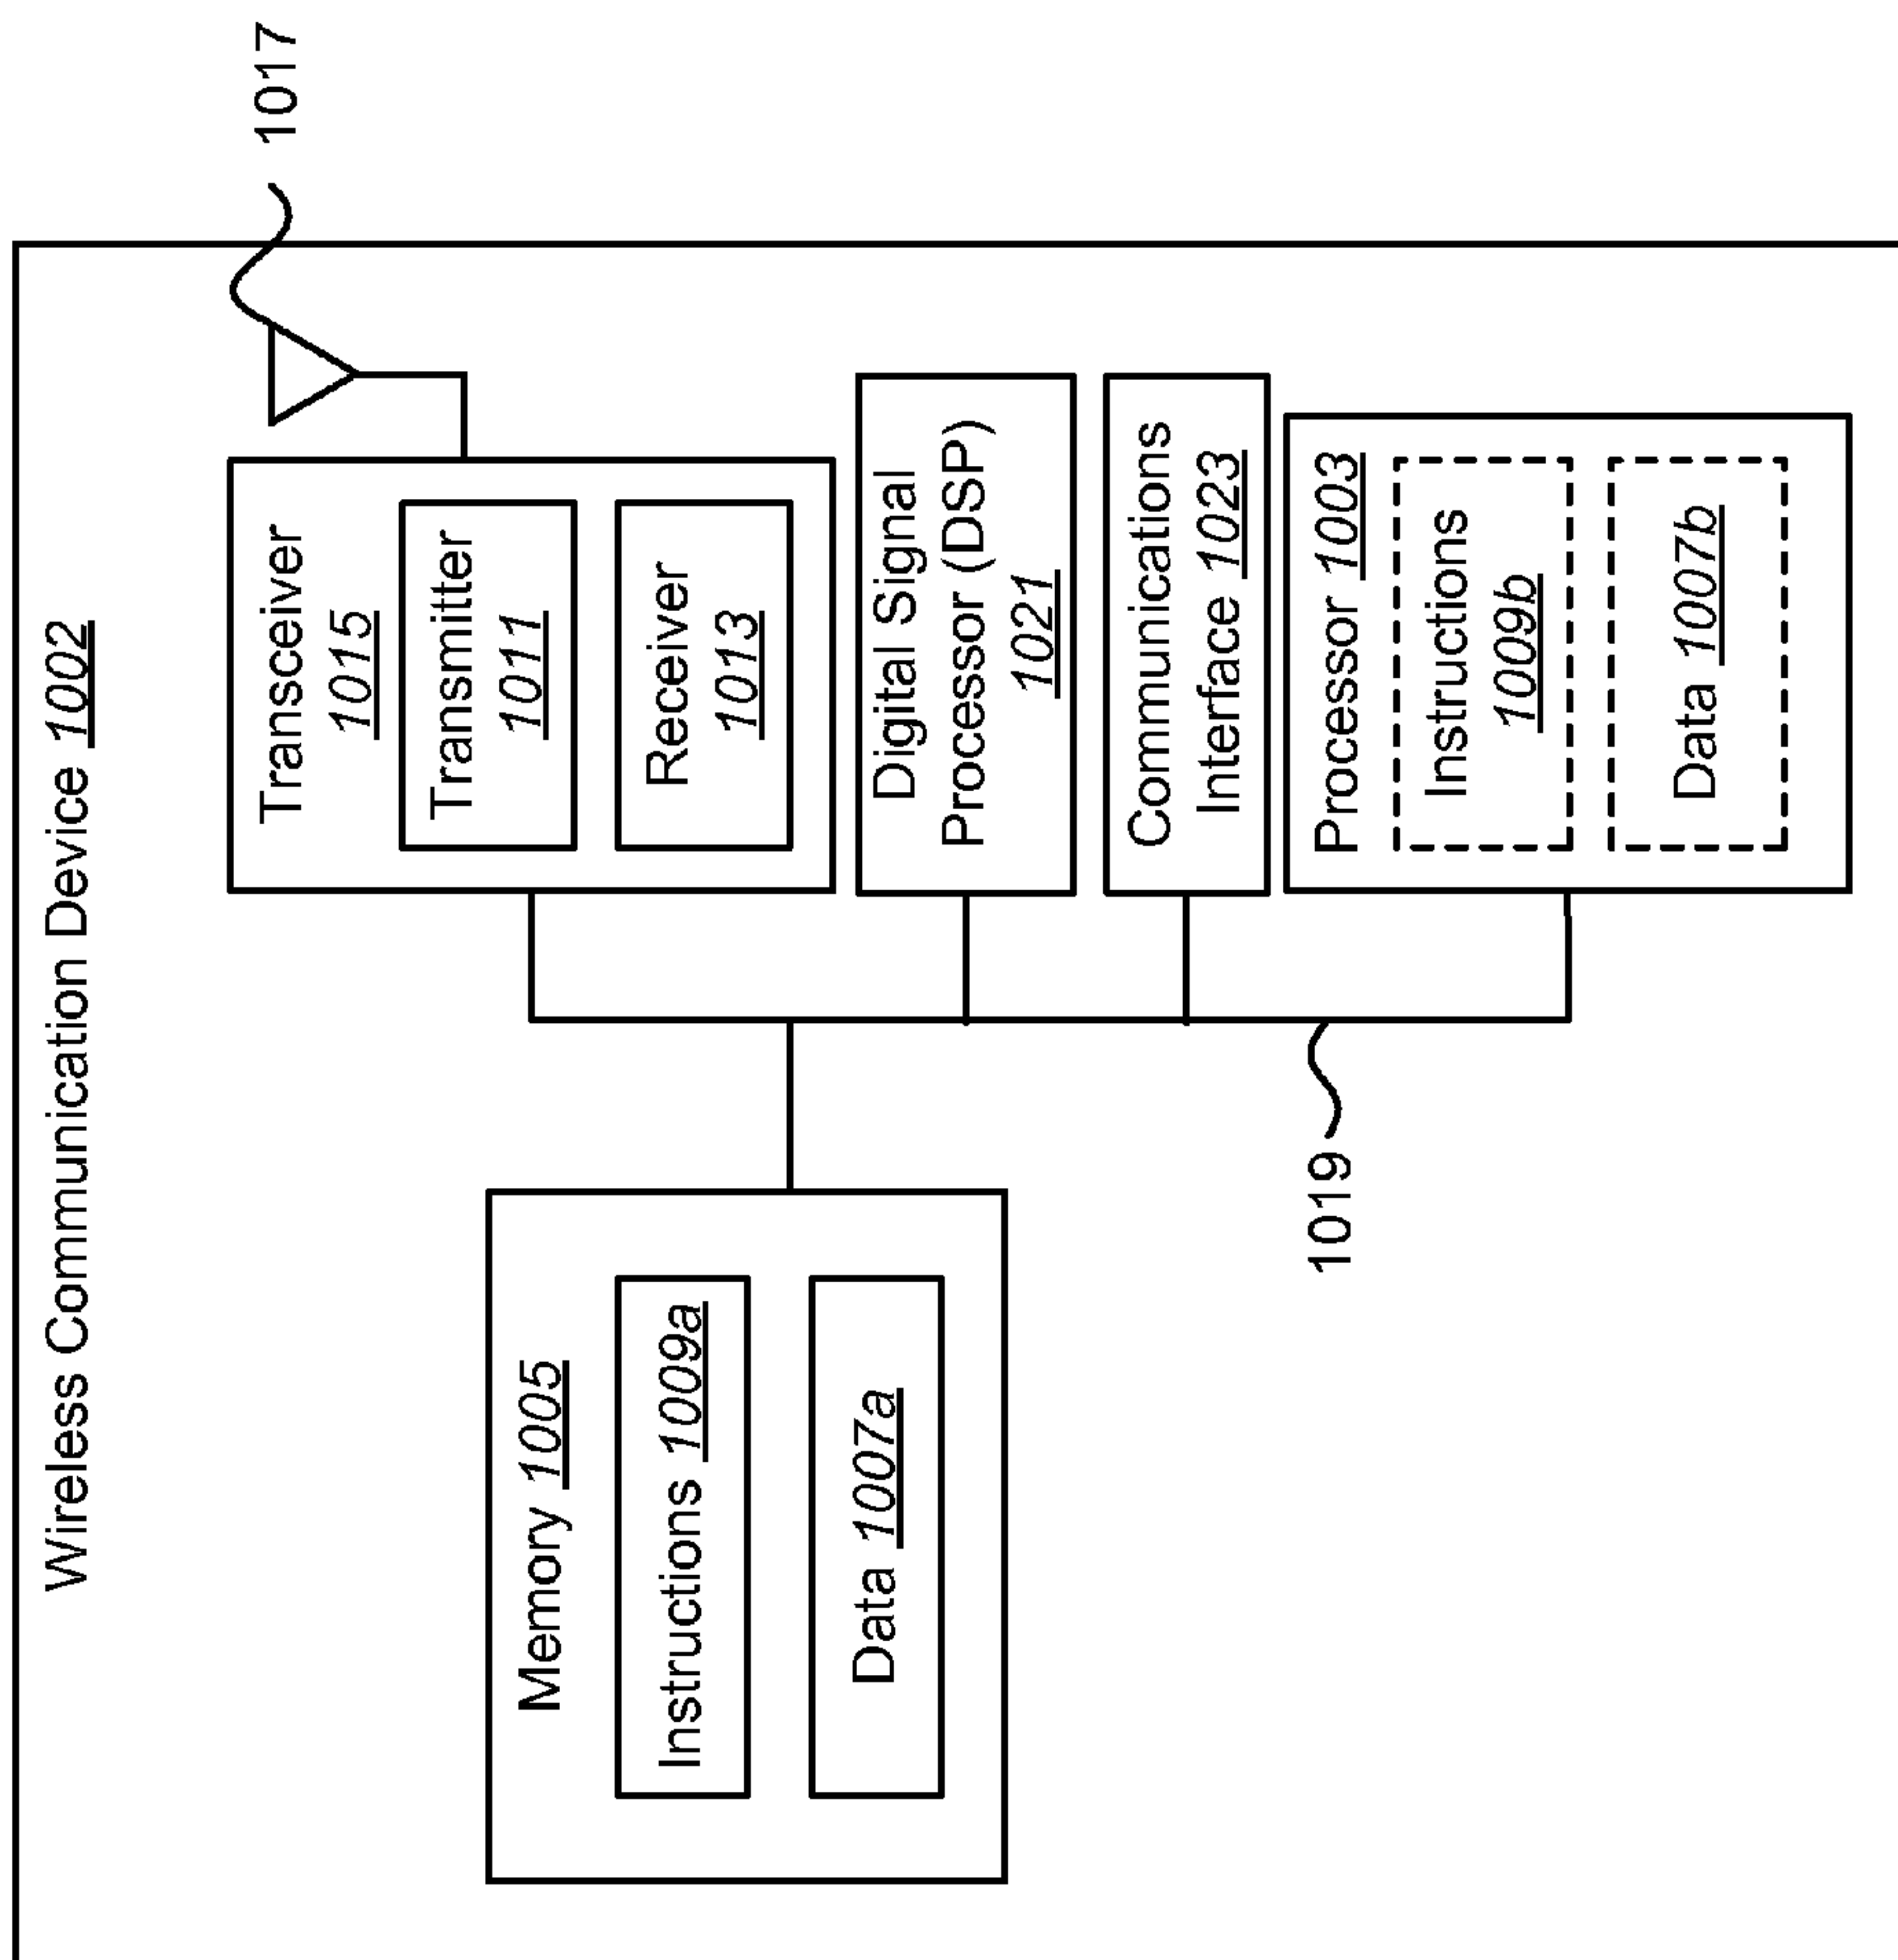 Wireless Communication Device 1002
Memory 1005
Instructions 1009a
Data 1007a
1019
Transceiver
1015
Transmitter
1011
Receiver
1013
1017
Digital Signal
Processor (DSP)
1021
Communications
Interface 1023
Processor 1003
Instructions
1009b
Data 1007b